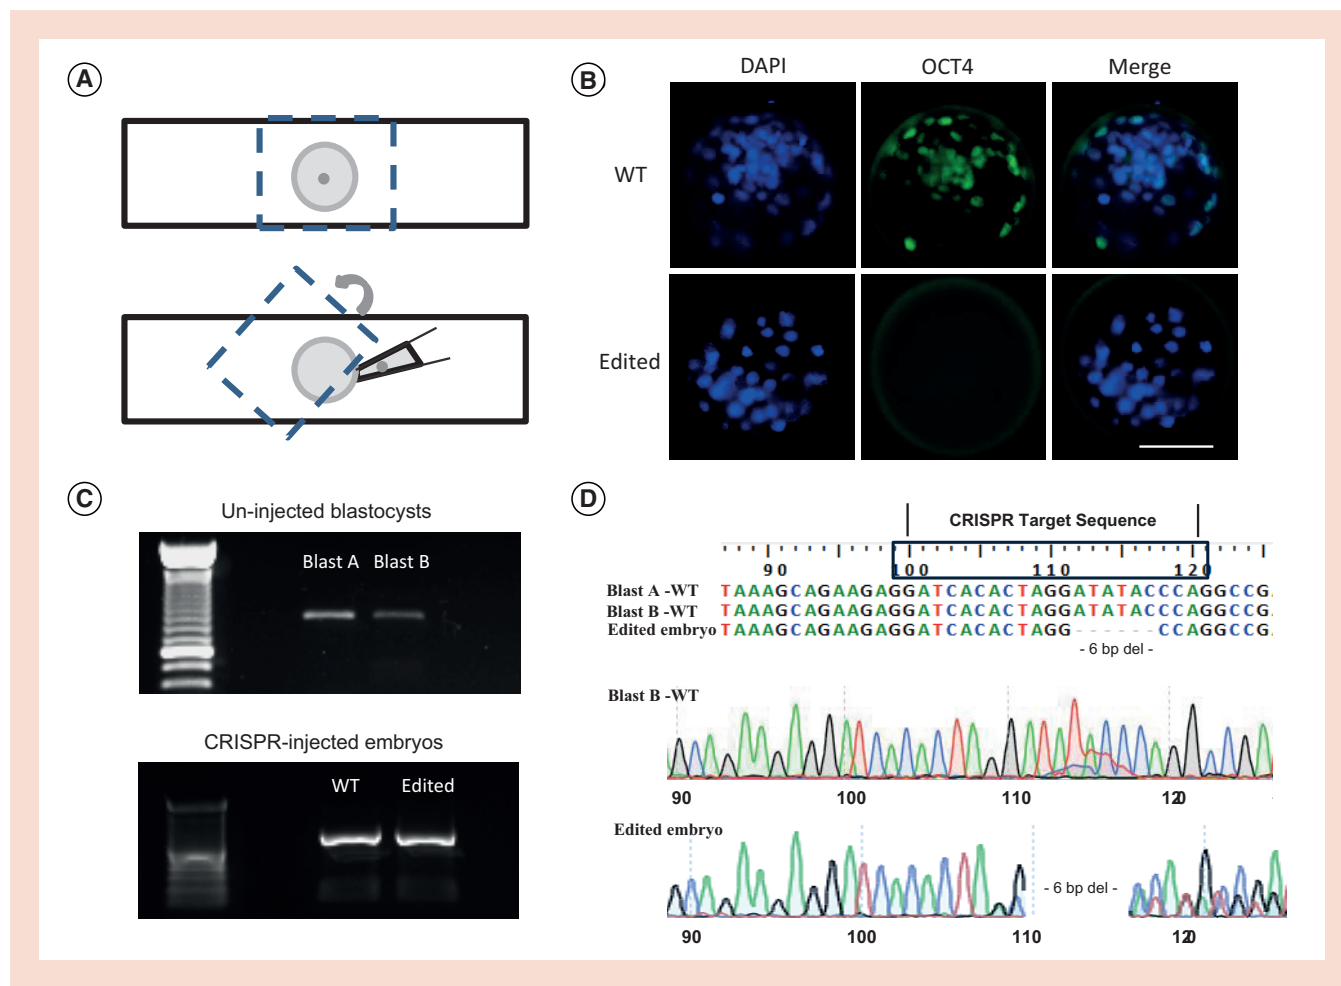 A
B
DAPI OCT4 Merge
WT
Edited
C
Un-injected blastocysts
Blast A Blast B
CRISPR-injected embryos
WT Edited
D
CRISPR Target Sequence
90 100 110 120
Blast A -WT TAAAGCAGAAGAGGATCACACTAGGATATACCCAGGCCG
Blast B -WT TAAAGCAGAAGAGGATCACACTAGGATATACCCAGGCCG
Edited embryo TAAAGCAGAAGAGGATCACACTAGG------CCAGGCCG
- 6 bp del -
Blast B -WT
90 100 110 120
Edited embryo
- 6 bp del -
90 100 110 120